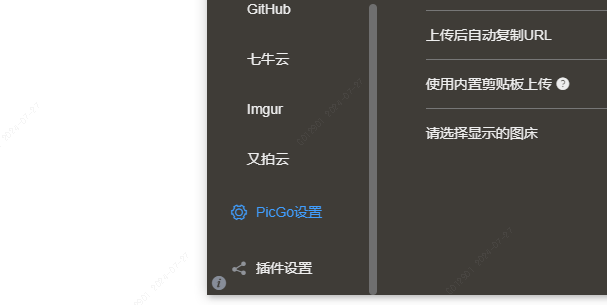 GitHub
七牛云
Imgur
又拍云
PicGo设置
插件设置
上传后自动复制URL
使用内置剪贴板上传
请选择显示的图床